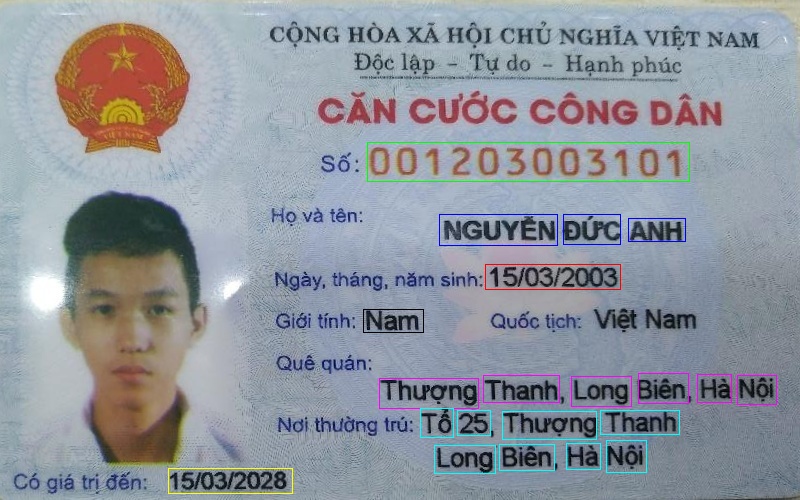 CỘNG HÒA XÃ HỘI CHỦ NGHĨA VIỆT NAM
Độc lập - Tự do - Hạnh phúc
CĂN CƯỚC CÔNG DÂN
Số: 001203003101
Họ và tên:
NGUYỄN ĐỨC ANH
Ngày, tháng, năm sinh: 15/03/2003
Giới tính: Nam Quốc tịch: Việt Nam
Quê quán:
Thượng Thanh, Long Biên, Hà Nội
Nơi thường trú: Tổ 25, Thượng Thanh
Long Biên, Hà Nội
Có giá trị đến: 15/03/2028
VIỆT NAM